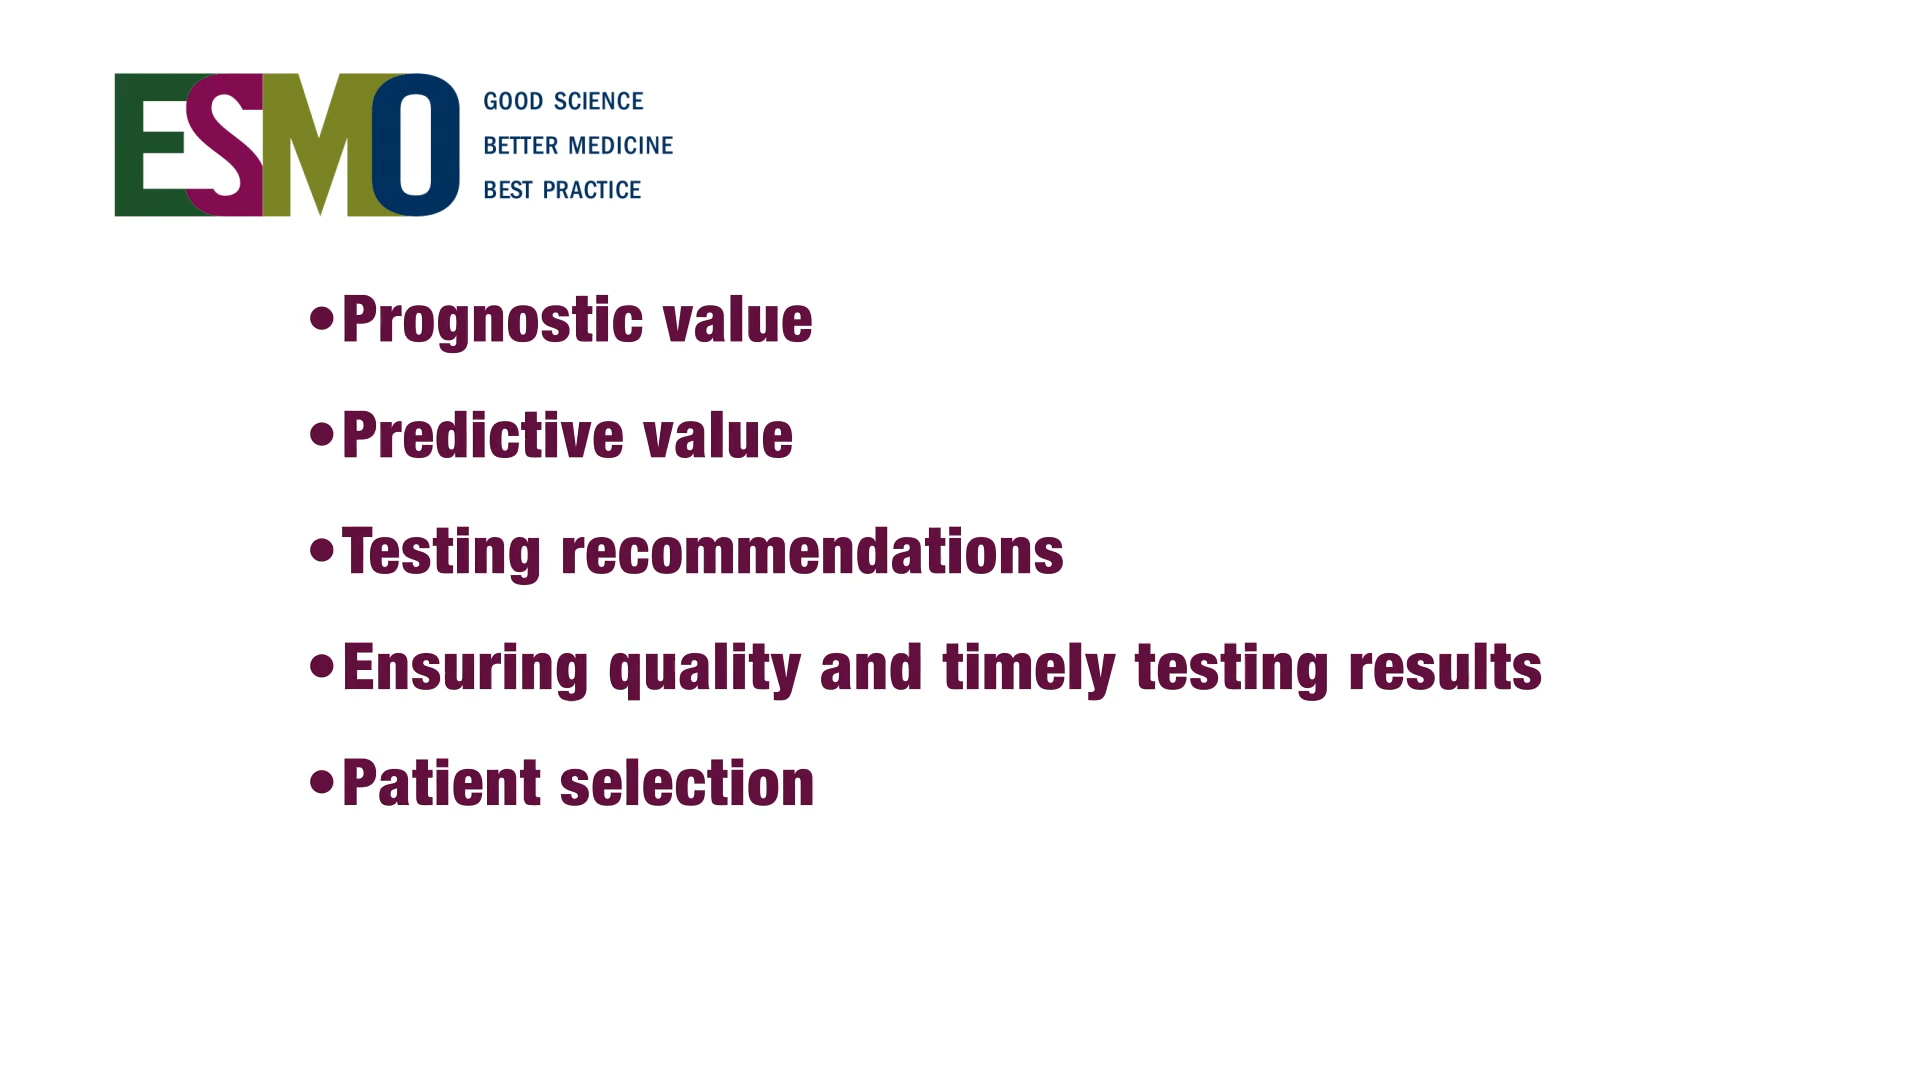 ESMO
GOOD SCIENCE
BETTER MEDICINE
BEST PRACTICE
•Prognostic value
•Predictive value
•Testing recommendations
•Ensuring quality and timely testing results
•Patient selection